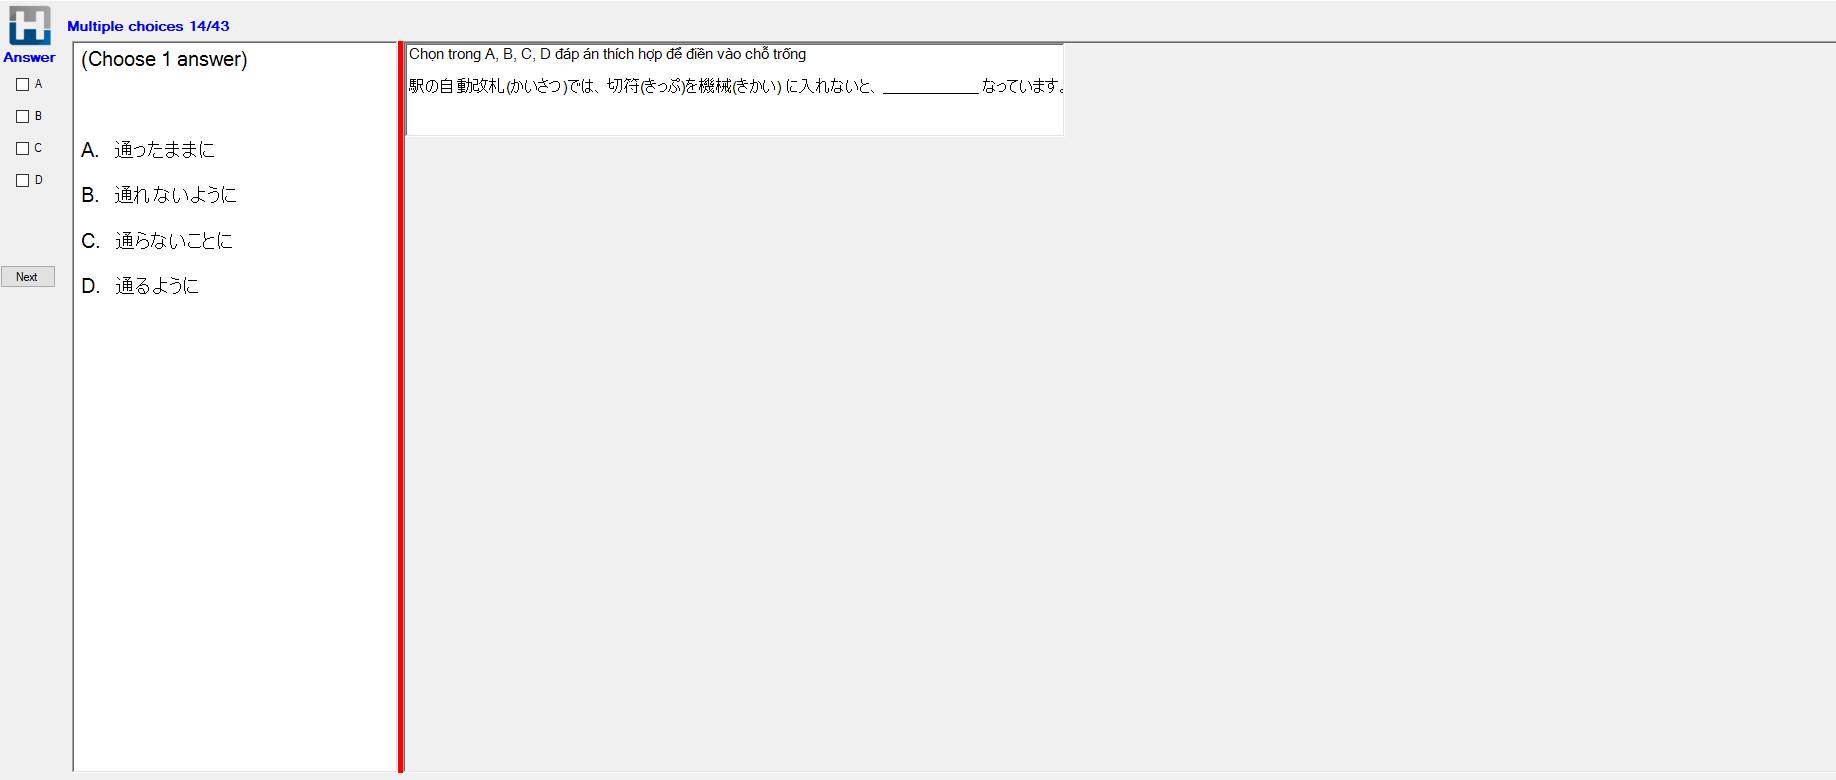 Multiple choices 14/43
Answer
A
B
C
D
Next
(Choose 1 answer)
A. 通ったままに
B. 通れないように
C. 通らないことに
D. 通るように
Chọn trong A, B, C, D đáp án thích hợp để điền vào chỗ trống
駅の自動改札(かいさつ)では、切符(きっぷ)を機械(きかい) に入れないと、____________ なっています。